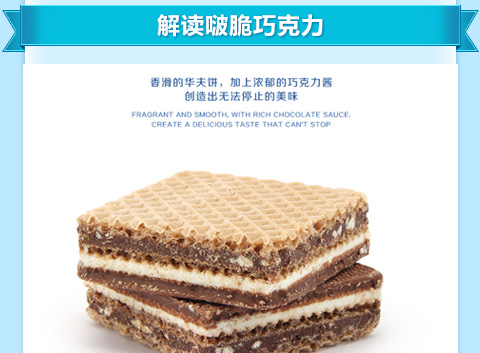 解读啵脆巧克力
香滑的华夫饼，加上浓郁的巧克力酱
创造出无法停止的美味
FRAGRANT AND SMOOTH, WITH RICH CHOCOLATE SAUCE.
CREATE A DELICIOUS TASTE THAT CAN'T STOP